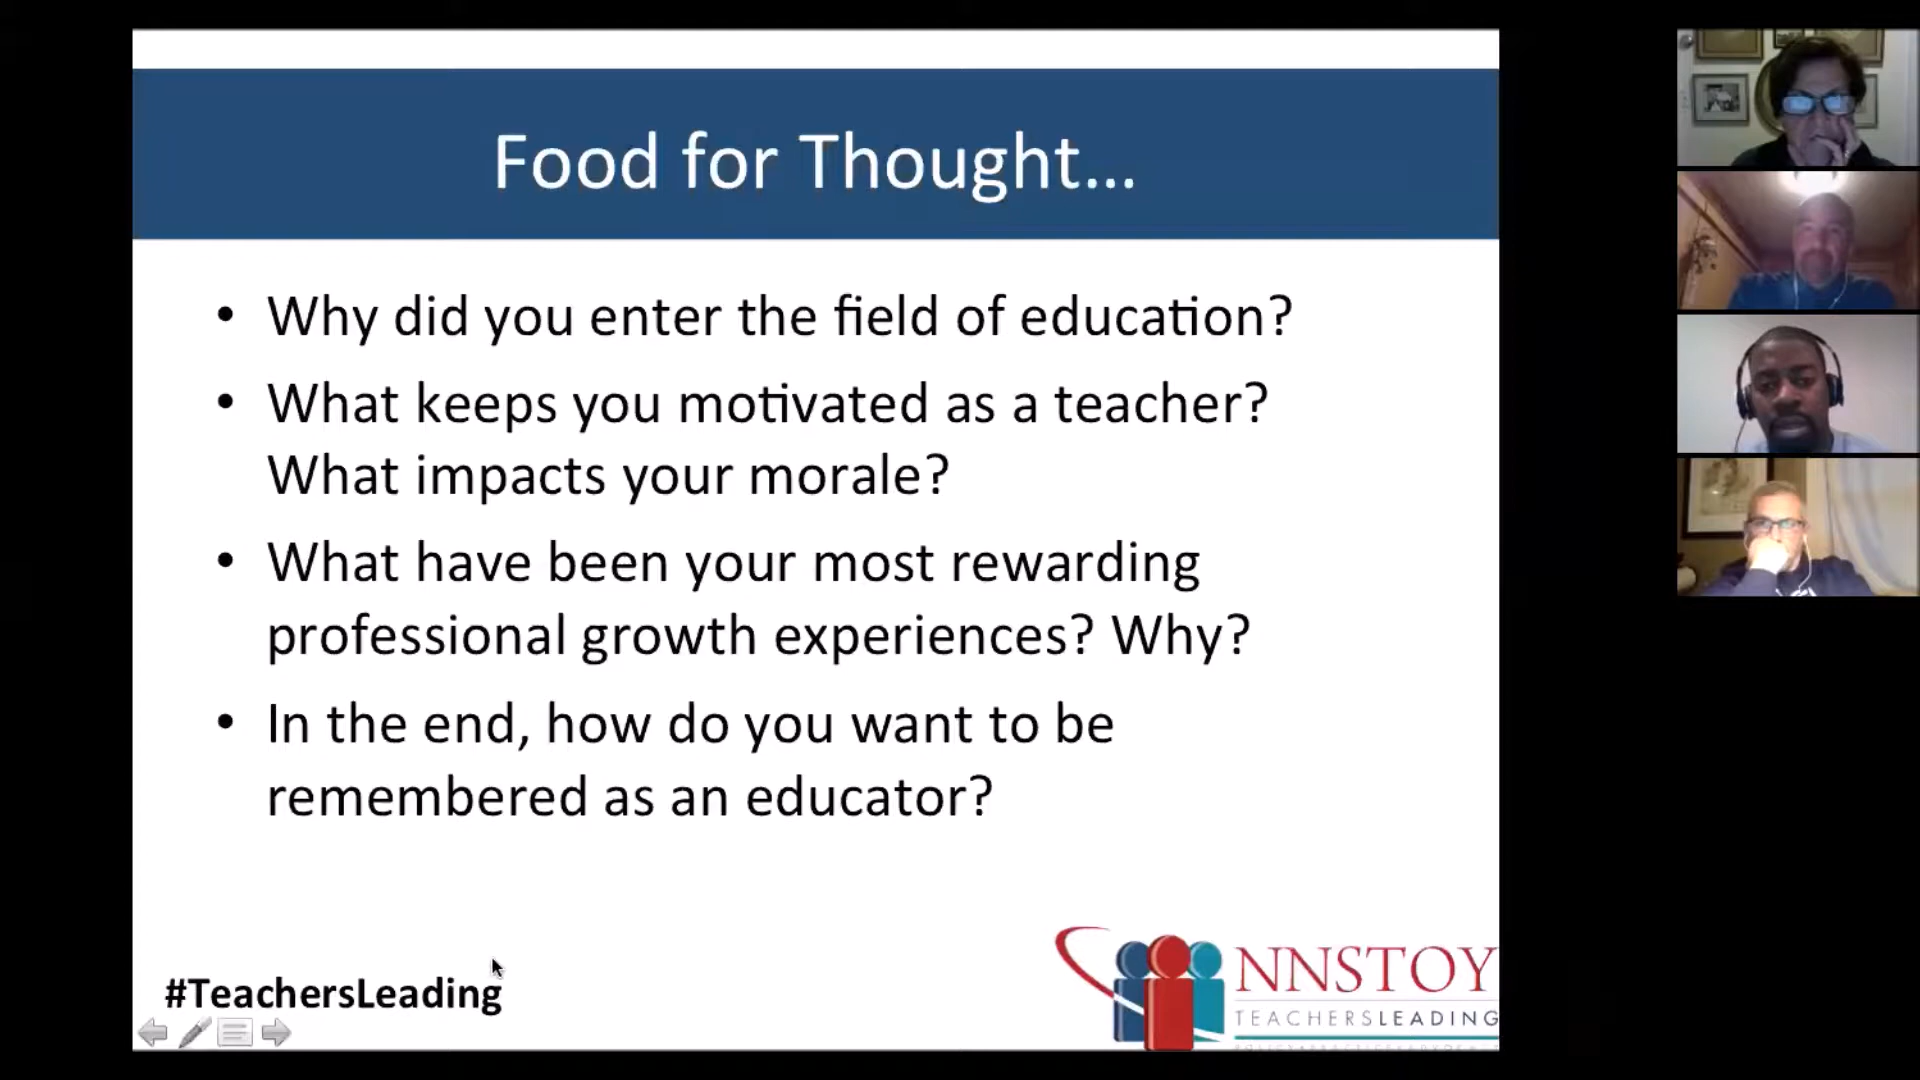 Food for Thought...
• Why did you enter the field of education?
• What keeps you motivated as a teacher?
What impacts your morale?
• What have been your most rewarding
professional growth experiences? Why?
• In the end, how do you want to be
remembered as an educator?
#TeachersLeading
NNSTOY
TEACHERSLEADING